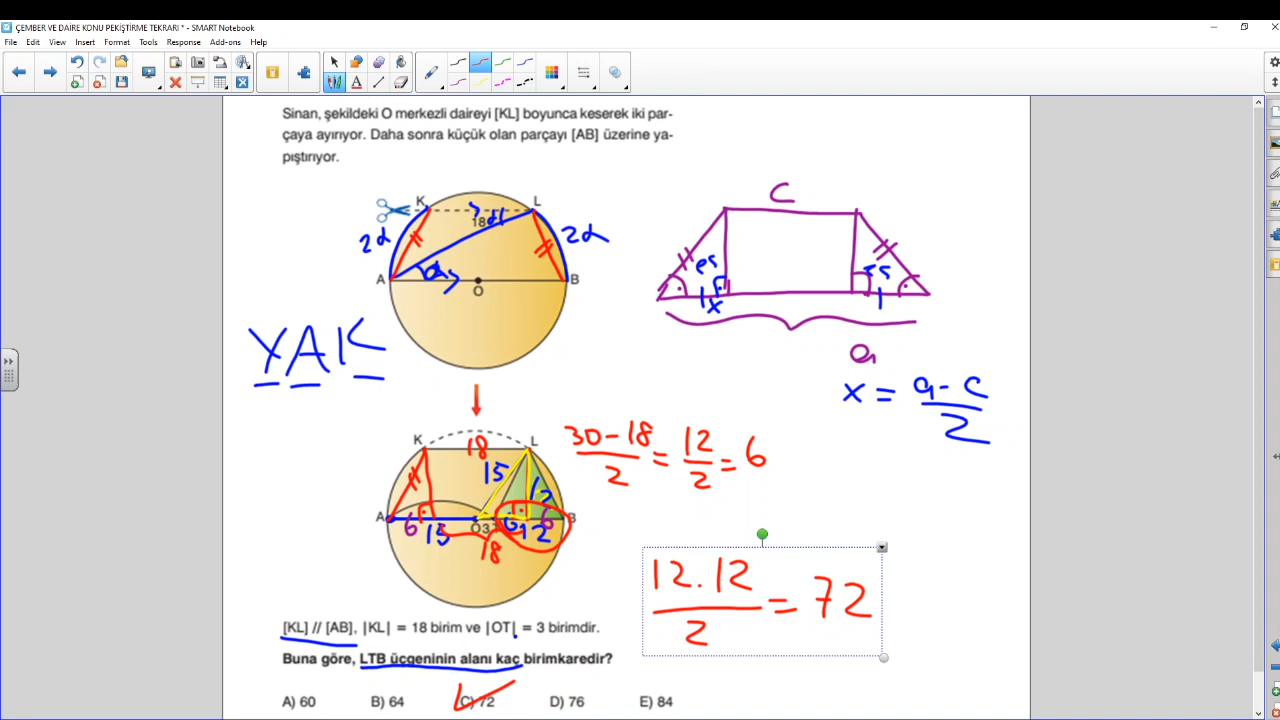 ÇEMBER VE DAİRE KONU PEKİŞTİRME TEKRARI * - SMART Notebook
File Edit View Insert Format Tools Response Add-ons Help
Sinan, şekildeki O merkezli daireyi [KL] boyunca keserek iki par-
çaya ayırıyor. Daha sonra küçük olan parçayı [AB] üzerine ya-
pıştırıyor.
K L
18 α
2α 2α
A α B
O
C
x
a
x = a - c / 2
YAK
K 18 L
30 - 18 / 2 = 12 / 2 = 6
15
A 6 15 O 3 6 12 6 B
18
12 . 12 / 2 = 72
[KL] // [AB], |KL| = 18 birim ve |OT| = 3 birimdir.
Buna göre, LTB üçgeninin alanı kaç birimkaredir?
A) 60 B) 64 C) 72 D) 76 E) 84